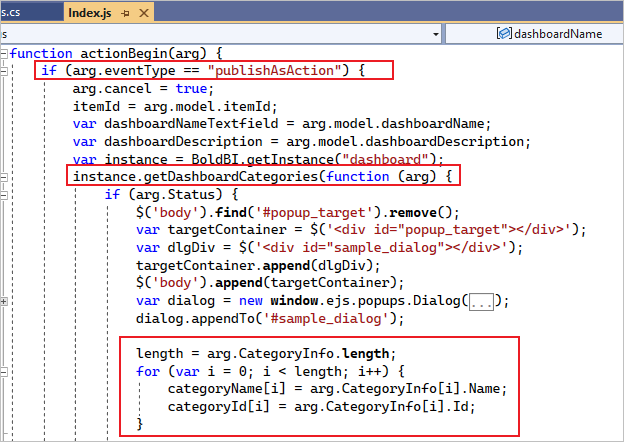 s.cs
Index.js
s
dashboardName
function actionBegin(arg) {
if (arg.eventType == "publishAsAction") {
arg.cancel = true;
itemId = arg.model.itemId;
var dashboardNameTextfield = arg.model.dashboardName;
var dashboardDescription = arg.model.dashboardDescription;
var instance = BoldBI.getInstance("dashboard");
instance.getDashboardCategories(function (arg) {
if (arg.Status) {
$('body').find('#popup_target').remove();
var targetContainer = $('<div id="popup_target"></div>');
var dlgDiv = $('<div id="sample_dialog"></div>');
targetContainer.append(dlgDiv);
$('body').append(targetContainer);
var dialog = new window.ejs.popups.Dialog(...);
dialog.appendTo('#sample_dialog');
length = arg.CategoryInfo.length;
for (var i = 0; i < length; i++) {
categoryName[i] = arg.CategoryInfo[i].Name;
categoryId[i] = arg.CategoryInfo[i].Id;
}